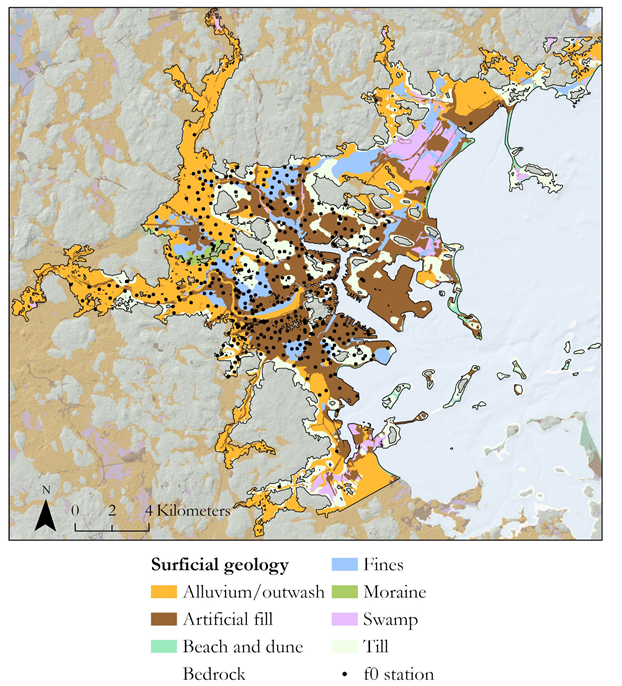 N
0 2 4 Kilometers
Surficial geology
Alluvium/outwash
Artificial fill
Beach and dune
Bedrock
Fines
Moraine
Swamp
Till
f0 station